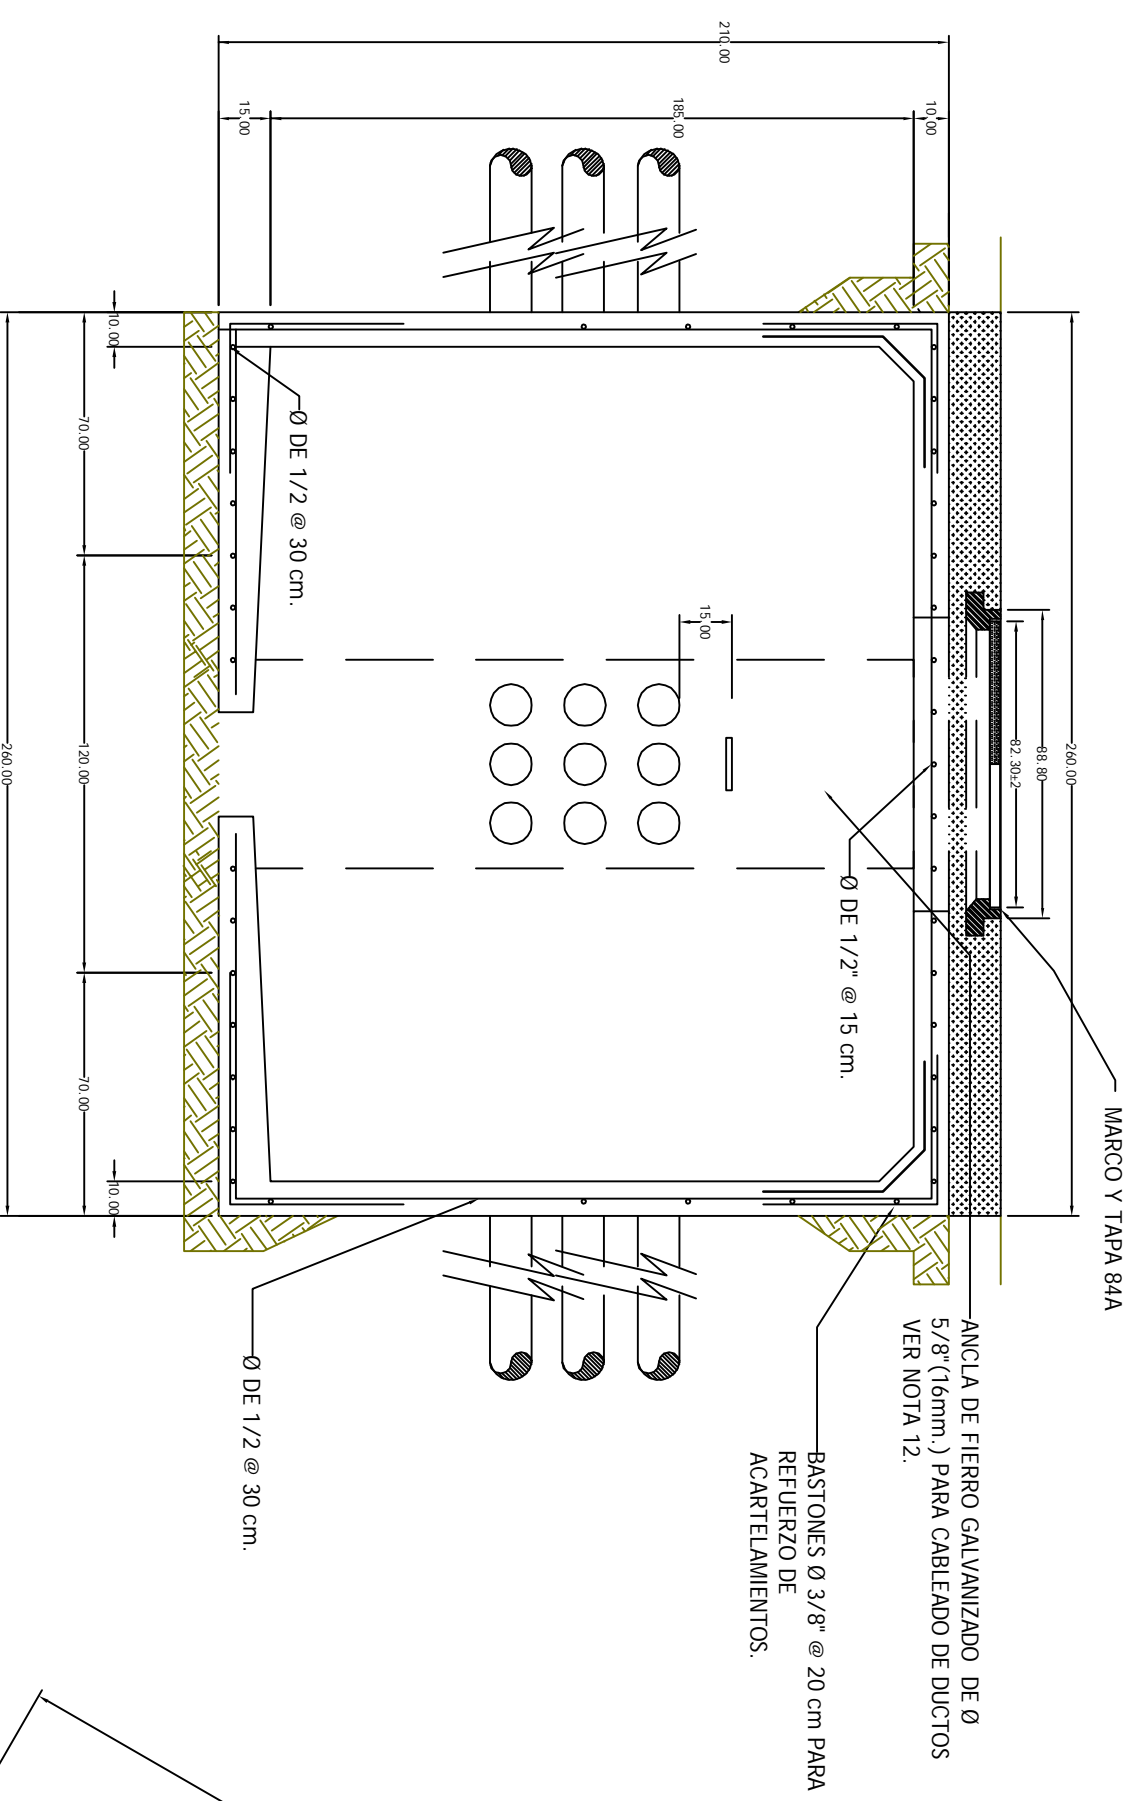 MARCO Y TAPA 84A
260.00
88.80
82.30±2
ANCLA DE FIERRO GALVANIZADO DE Ø
5/8"(16mm.) PARA CABLEADO DE DUCTOS
VER NOTA 12.
10.00
Ø DE 1/2" @ 15 cm.
BASTONES Ø 3/8" @ 20 cm PARA
REFUERZO DE
ACARTELAMIENTOS.
210.00
15.00
185.00
Ø DE 1/2 @ 30 cm.
15.00
Ø DE 1/2 @ 30 cm.
10.00
10.00
70.00
120.00
70.00
260.00